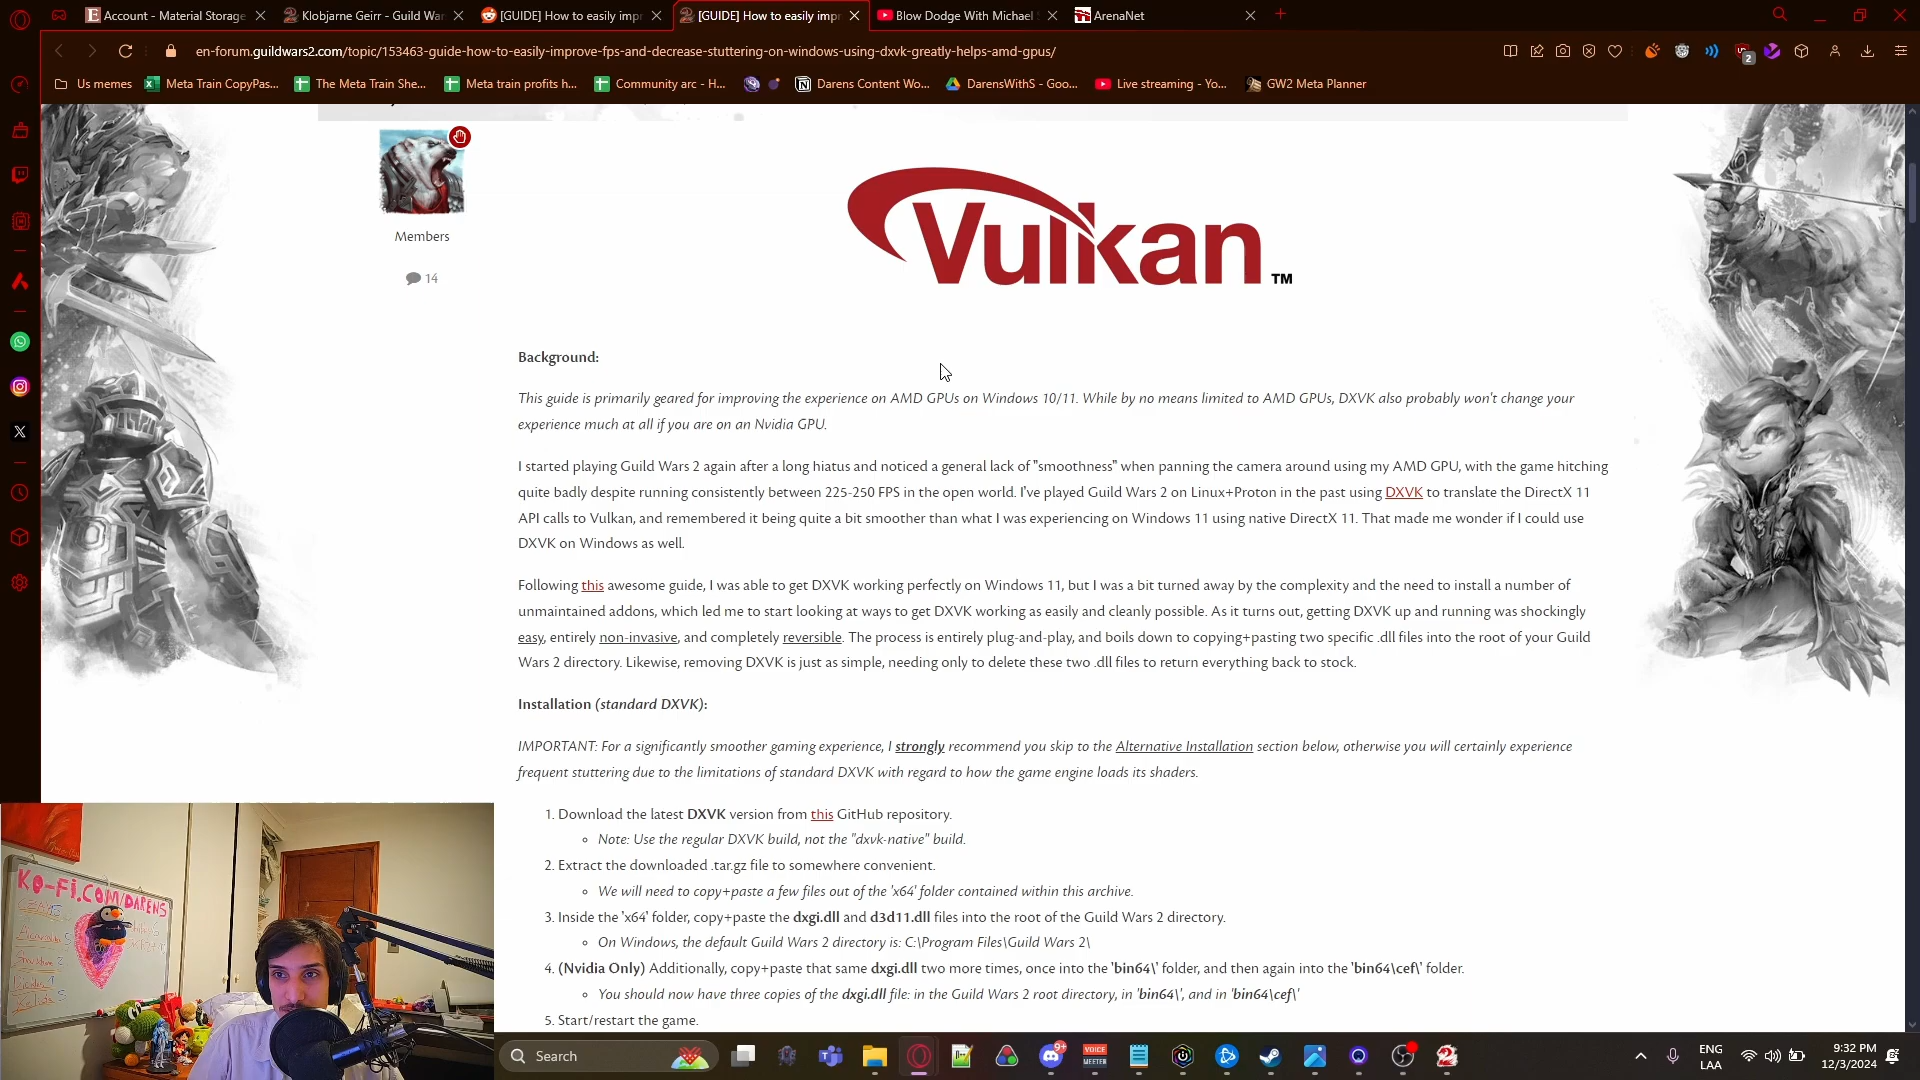 Account - Material Storage
Klobjarne Geirr - Guild War
[GUIDE] How to easily impr
[GUIDE] How to easily impr
Blow Dodge With Michael
ArenaNet
en-forum.guildwars2.com/topic/153463-guide-how-to-easily-improve-fps-and-decrease-stuttering-on-windows-using-dxvk-greatly-helps-amd-gpus/
2
Us memes
Meta Train CopyPas...
The Meta Train She...
Meta train profits h...
Community arc - H...
Darens Content Wo...
DarensWithS - Goo...
Live streaming - Yo...
GW2 Meta Planner
Members
14
Vulkan TM
Background:
This guide is primarily geared for improving the experience on AMD GPUs on Windows 10/11. While by no means limited to AMD GPUs, DXVK also probably won't change your
experience much at all if you are on an Nvidia GPU.
I started playing Guild Wars 2 again after a long hiatus and noticed a general lack of "smoothness" when panning the camera around using my AMD GPU, with the game hitching
quite badly despite running consistently between 225-250 FPS in the open world. I've played Guild Wars 2 on Linux+Proton in the past using DXVK to translate the DirectX 11
API calls to Vulkan, and remembered it being quite a bit smoother than what I was experiencing on Windows 11 using native DirectX 11. That made me wonder if I could use
DXVK on Windows as well.
Following this awesome guide, I was able to get DXVK working perfectly on Windows 11, but I was a bit turned away by the complexity and the need to install a number of
unmaintained addons, which led me to start looking at ways to get DXVK working as easily and cleanly possible. As it turns out, getting DXVK up and running was shockingly
easy, entirely non-invasive, and completely reversible. The process is entirely plug-and-play, and boils down to copying+pasting two specific .dll files into the root of your Guild
Wars 2 directory. Likewise, removing DXVK is just as simple, needing only to delete these two .dll files to return everything back to stock.
Installation (standard DXVK):
IMPORTANT: For a significantly smoother gaming experience, I strongly recommend you skip to the Alternative Installation section below, otherwise you will certainly experience
frequent stuttering due to the limitations of standard DXVK with regard to how the game engine loads its shaders.
1. Download the latest DXVK version from this GitHub repository.
Note: Use the regular DXVK build, not the "dxvk-native" build.
2. Extract the downloaded .tar.gz file to somewhere convenient.
We will need to copy+paste a few files out of the 'x64' folder contained within this archive.
3. Inside the 'x64' folder, copy+paste the dxgi.dll and d3d11.dll files into the root of the Guild Wars 2 directory.
On Windows, the default Guild Wars 2 directory is: C:\Program Files\Guild Wars 2\
4. (Nvidia Only) Additionally, copy+paste that same dxgi.dll two more times, once into the 'bin64\' folder, and then again into the 'bin64\cef\' folder.
You should now have three copies of the dxgi.dll file: in the Guild Wars 2 root directory, in 'bin64\', and in 'bin64\cef\'
5. Start/restart the game.
KO-FI.COM/DARENS
Search
9+
VOICE
MEETER
ENG
LAA
9:32 PM
12/3/2024